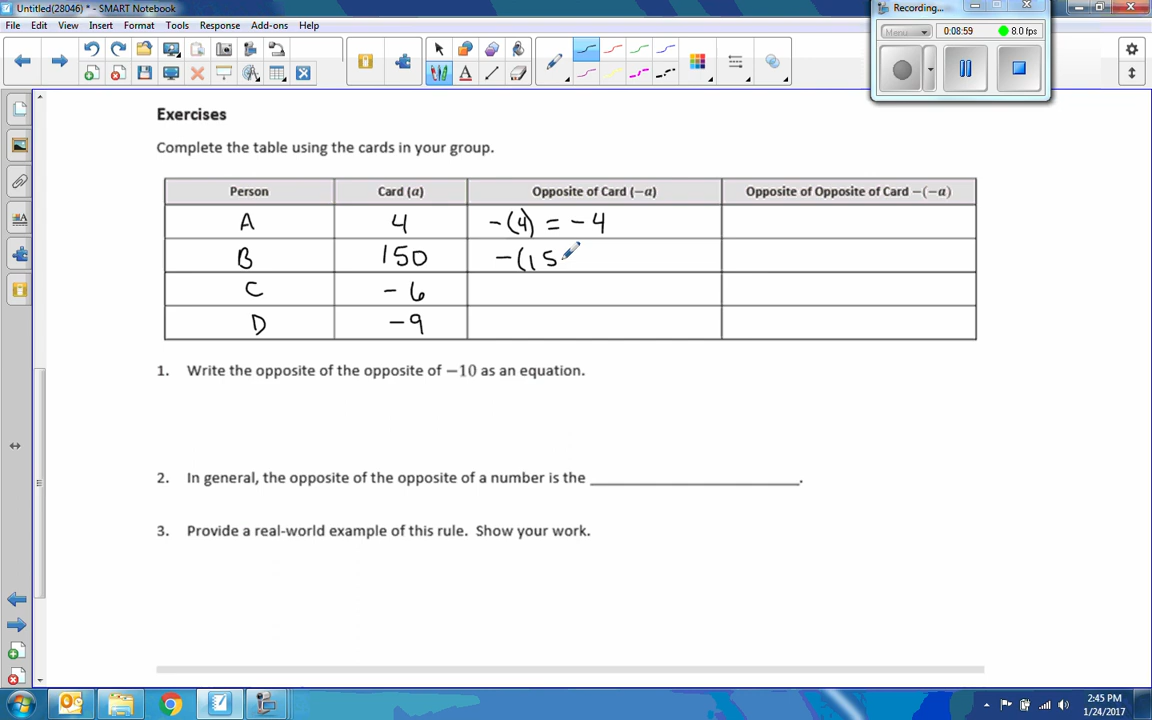 Untitled(28046) * - SMART Notebook
Recording...
File Edit View Insert Format Tools Response Add-ons Help
Menu 0:08:59 8.0 fps
Exercises
Complete the table using the cards in your group.
Person Card (a) Opposite of Card (−a) Opposite of Opposite of Card −(−a)
A 4 -(4) = -4
B 150 -(15
C -6
D -9
1. Write the opposite of the opposite of −10 as an equation.
2. In general, the opposite of the opposite of a number is the ______________________.
3. Provide a real-world example of this rule. Show your work.
2:45 PM
1/24/2017